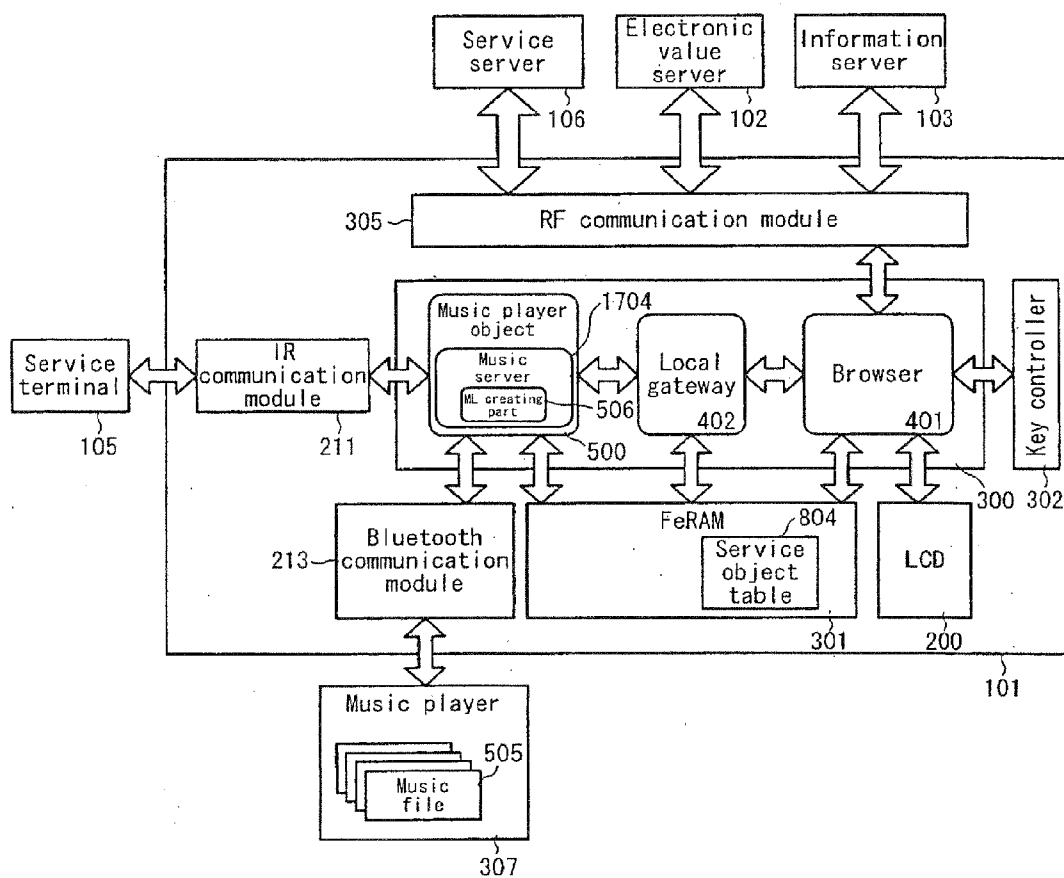 Service
server
106
Electronic
value
server
102
Information
server
103
305
RF communication module
Music player
object
1704
Music
server
ML creating
part
506
500
Local
gateway
402
Browser
401
300
Key controller
302
Service
terminal
105
IR
communication
module
211
213
Bluetooth
communication
module
FeRAM
804
Service
object
table
301
LCD
200
101
Music player
505
Music
file
307